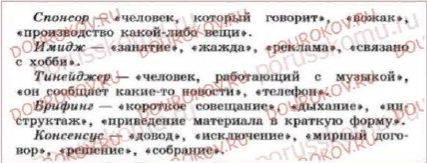 Спонсор — «человек, который говорит», «вожак»,
«производство какой-либо вещи».
Имидж — «занятие», «жажда», «реклама», «связано
с хобби».
Тинейджер — «человек, работающий с музыкой»,
«он сообщает какие-то новости», «телефон».
Брифинг — «короткое совещание», «дыхание», «ин-
структаж», «приведение материала в краткую форму».
Консенсус — «довод», «исключение», «мирный дого-
вор», «решение», «собрание».